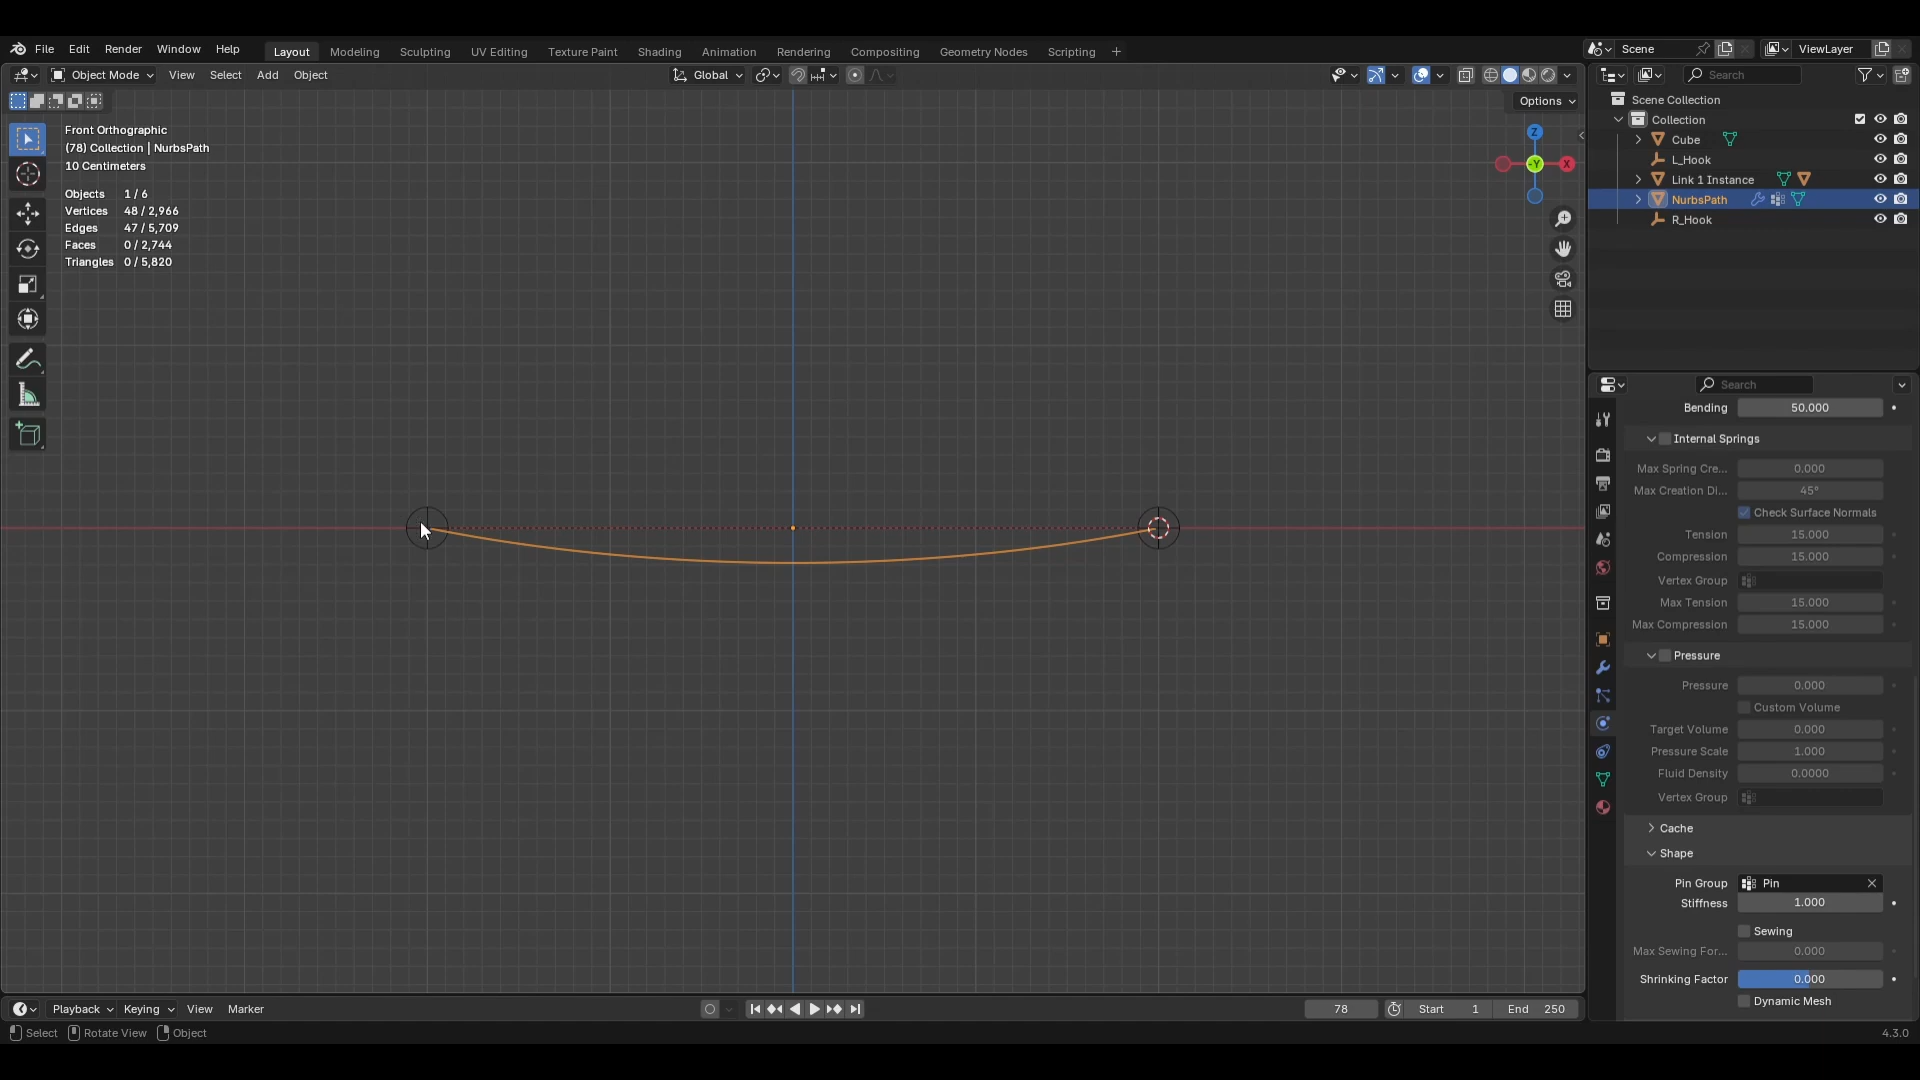 File Edit Render Window Help Layout Modeling Sculpting UV Editing Texture Paint Shading Animation Rendering Compositing Geometry Nodes Scripting + Scene ViewLayer
Object Mode View Select Add Object Global Search
Options
Front Orthographic
(78) Collection | NurbsPath
10 Centimeters
Objects 1 / 6
Vertices 48 / 2,966
Edges 47 / 5,709
Faces 0 / 2,744
Triangles 0 / 5,820
Z
-Y
X
Scene Collection
Collection
Cube
L_Hook
Link 1 Instance
NurbsPath
R_Hook
Search
Bending 50.000
Internal Springs
Max Spring Cre... 0.000
Max Creation Di... 45°
Check Surface Normals
Tension 15.000
Compression 15.000
Vertex Group
Max Tension 15.000
Max Compression 15.000
Pressure
Pressure 0.000
Custom Volume
Target Volume 0.000
Pressure Scale 1.000
Fluid Density 0.0000
Vertex Group
Cache
Shape
Pin Group Pin
Stiffness 1.000
Sewing
Max Sewing For... 0.000
Shrinking Factor 0.000
Dynamic Mesh
Playback Keying View Marker 78 Start 1 End 250
Select Rotate View Object 4.3.0